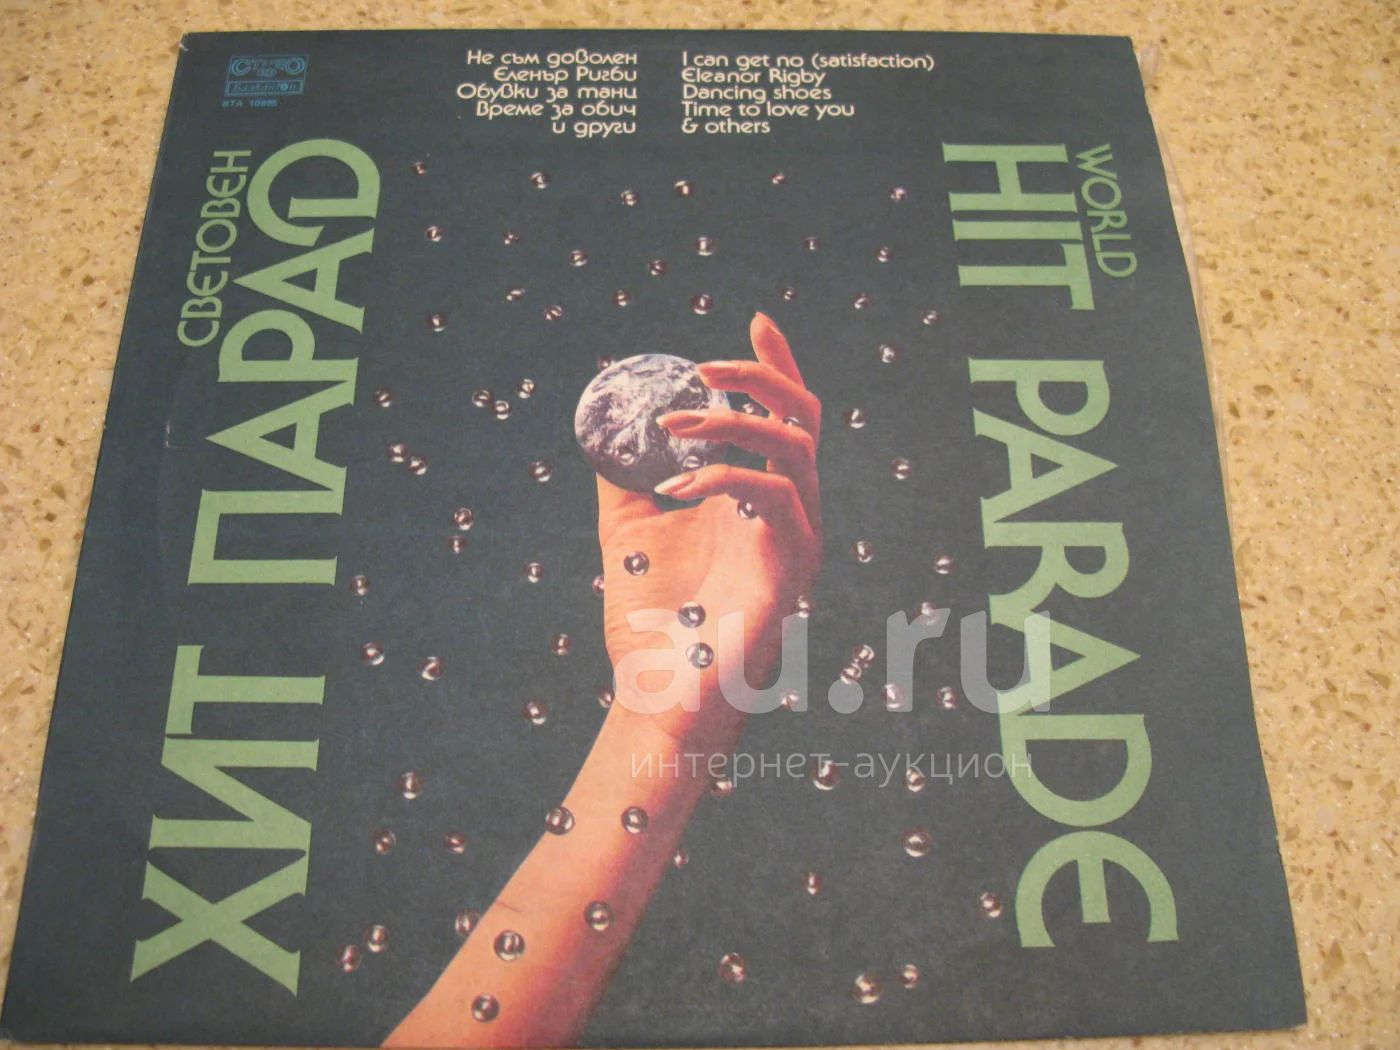 СТЕРЕО
Балкантон
ВТА 10895
Не съм доволен
Еленър Ригби
Обувки за танц
Време за обич
и други
I can get no (satisfaction)
Eleanor Rigby
Dancing shoes
Time to love you
& others
СВЕТОВЕН
ХИТ ПАРАД
WORLD
HIT PARADE
au.ru
интернет-аукцион